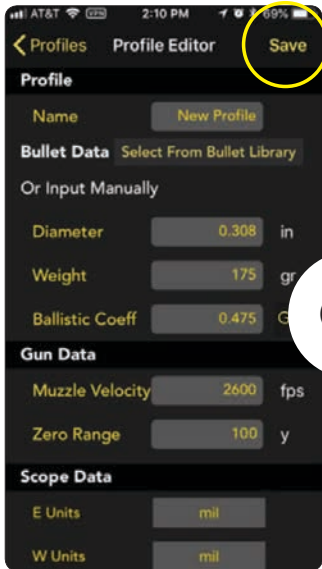 AT&T 2:10 PM 69%
Profiles Profile Editor Save
Profile
Name New Profile
Bullet Data Select From Bullet Library
Or Input Manually
Diameter 0.308 in
Weight 175 gr
Ballistic Coeff 0.475 G
Gun Data
Muzzle Velocity 2600 fps
Zero Range 100 y
Scope Data
E Units mil
W Units mil